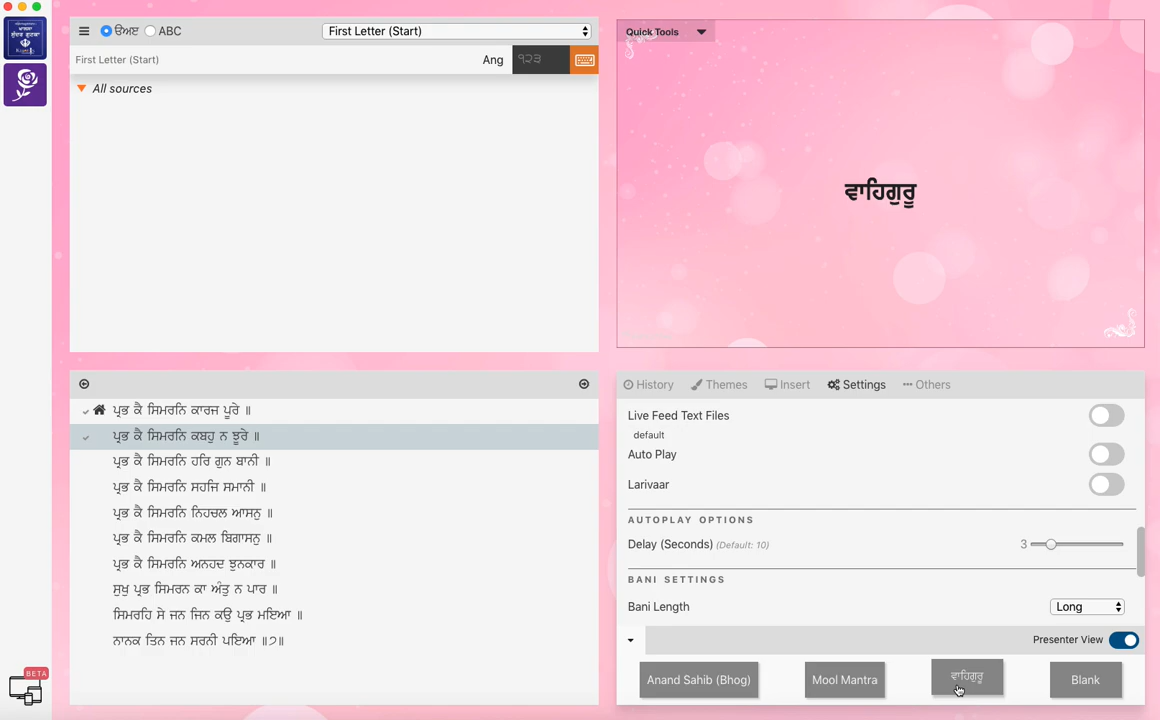 ਓਅੲ ABC First Letter (Start)
First Letter (Start) Ang ੧੨੩
All sources
Quick Tools
ਵਾਹਿਗੁਰੂ
ਪ੍ਰਭ ਕੈ ਸਿਮਰਨਿ ਕਾਰਜ ਪੂਰੇ ॥
ਪ੍ਰਭ ਕੈ ਸਿਮਰਨਿ ਕਬਹੁ ਨ ਝੂਰੇ ॥
ਪ੍ਰਭ ਕੈ ਸਿਮਰਨਿ ਹਰਿ ਗੁਨ ਬਾਨੀ ॥
ਪ੍ਰਭ ਕੈ ਸਿਮਰਨਿ ਸਹਜਿ ਸਮਾਨੀ ॥
ਪ੍ਰਭ ਕੈ ਸਿਮਰਨਿ ਨਿਹਚਲ ਆਸਨੁ ॥
ਪ੍ਰਭ ਕੈ ਸਿਮਰਨਿ ਕਮਲ ਬਿਗਾਸਨੁ ॥
ਪ੍ਰਭ ਕੈ ਸਿਮਰਨਿ ਅਨਹਦ ਝੁਨਕਾਰ ॥
ਸੁਖੁ ਪ੍ਰਭ ਸਿਮਰਨ ਕਾ ਅੰਤੁ ਨ ਪਾਰ ॥
ਸਿਮਰਹਿ ਸੇ ਜਨ ਜਿਨ ਕਉ ਪ੍ਰਭ ਮਇਆ ॥
ਨਾਨਕ ਤਿਨ ਜਨ ਸਰਨੀ ਪਇਆ ॥੭॥
History Themes Insert Settings Others
Live Feed Text Files
default
Auto Play
Larivaar
AUTOPLAY OPTIONS
Delay (Seconds) (Default: 10) 3
BANI SETTINGS
Bani Length Long
Presenter View
Anand Sahib (Bhog) Mool Mantra ਵਾਹਿਗੁਰੂ Blank
BETA